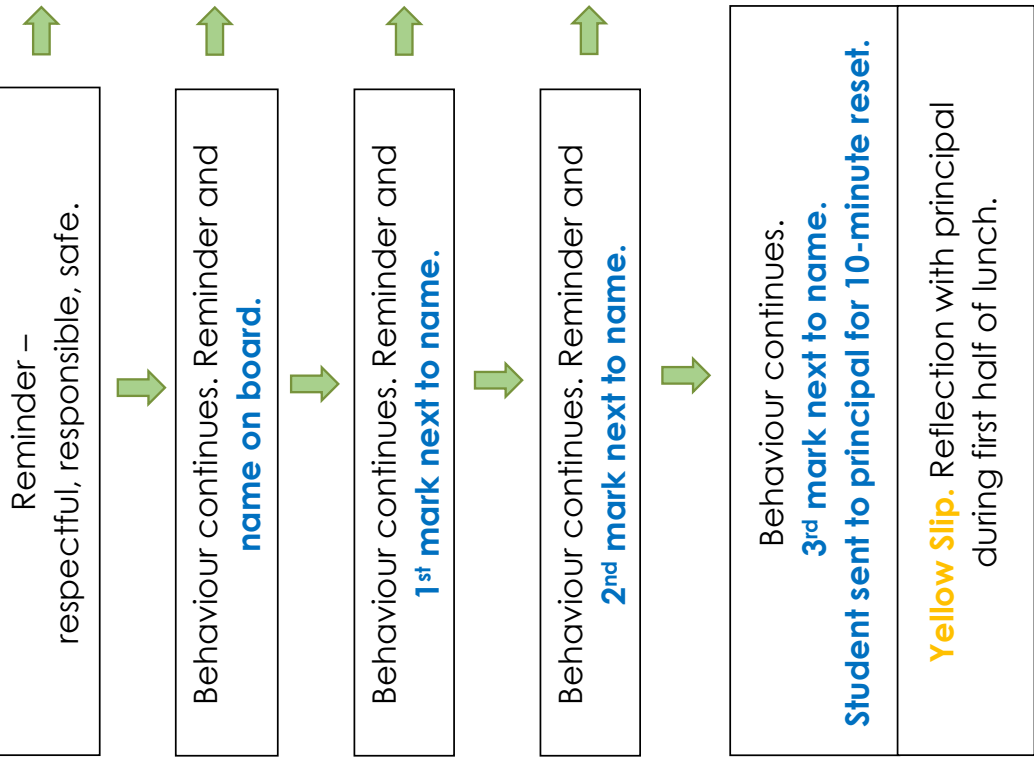 Reminder –
respectful, responsible, safe.
Behaviour continues. Reminder and
name on board.
Behaviour continues. Reminder and
1st mark next to name.
Behaviour continues. Reminder and
2nd mark next to name.
Behaviour continues.
3rd mark next to name.
Student sent to principal for 10-minute reset.
Yellow Slip. Reflection with principal
during first half of lunch.